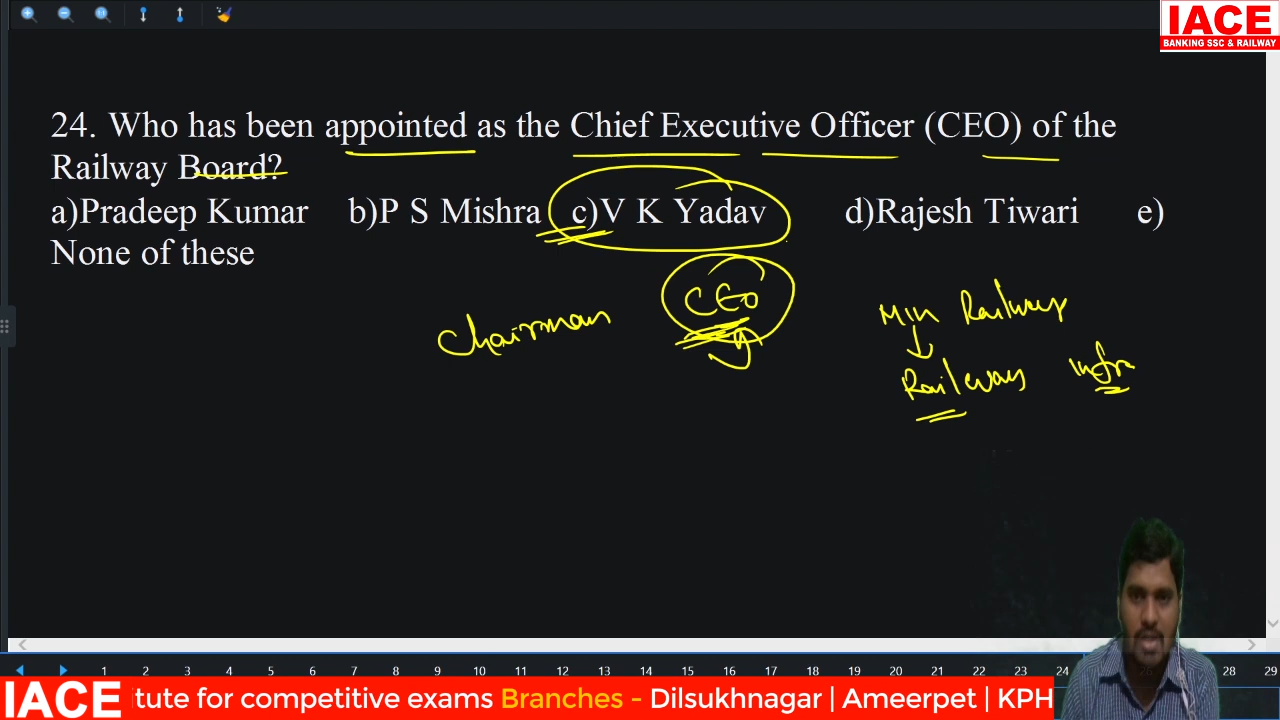 IACE
BANKING SSC & RAILWAY
24. Who has been appointed as the Chief Executive Officer (CEO) of the
Railway Board?
a)Pradeep Kumar b)P S Mishra c)V K Yadav d)Rajesh Tiwari e)
None of these
Chairman CEO Min Railways
Railways Infra
1 2 3 4 5 6 7 8 9 10 11 12 13 14 15 16 17 18 19 20 21 22 23 24 25 28 29
IACE tute for competitive exams Branches - Dilsukhnagar | Ameerpet | KPH